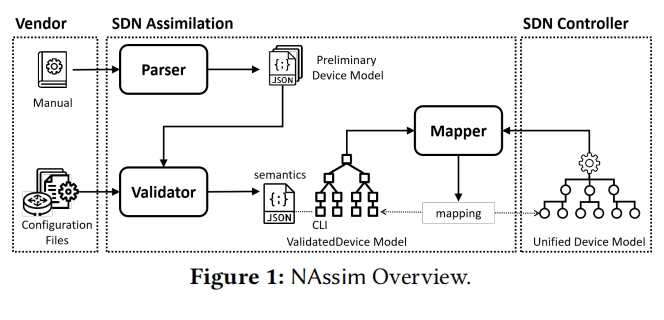 Vendor
SDN Assimilation
SDN Controller
Manual
Parser
{;}
JSON
Preliminary
Device Model
Mapper
Configuration
Files
Validator
semantics
{;}
JSON
CLI
ValidatedDevice Model
mapping
Unified Device Model
Figure 1: NAssim Overview.